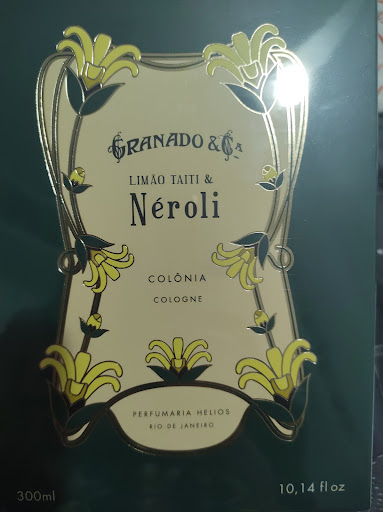 GRANADO & CA
LIMÃO TAITI &
Néroli
COLÔNIA
COLOGNE
PERFUMARIA HELIOS
RIO DE JANEIRO
300ml
10,14 fl oz